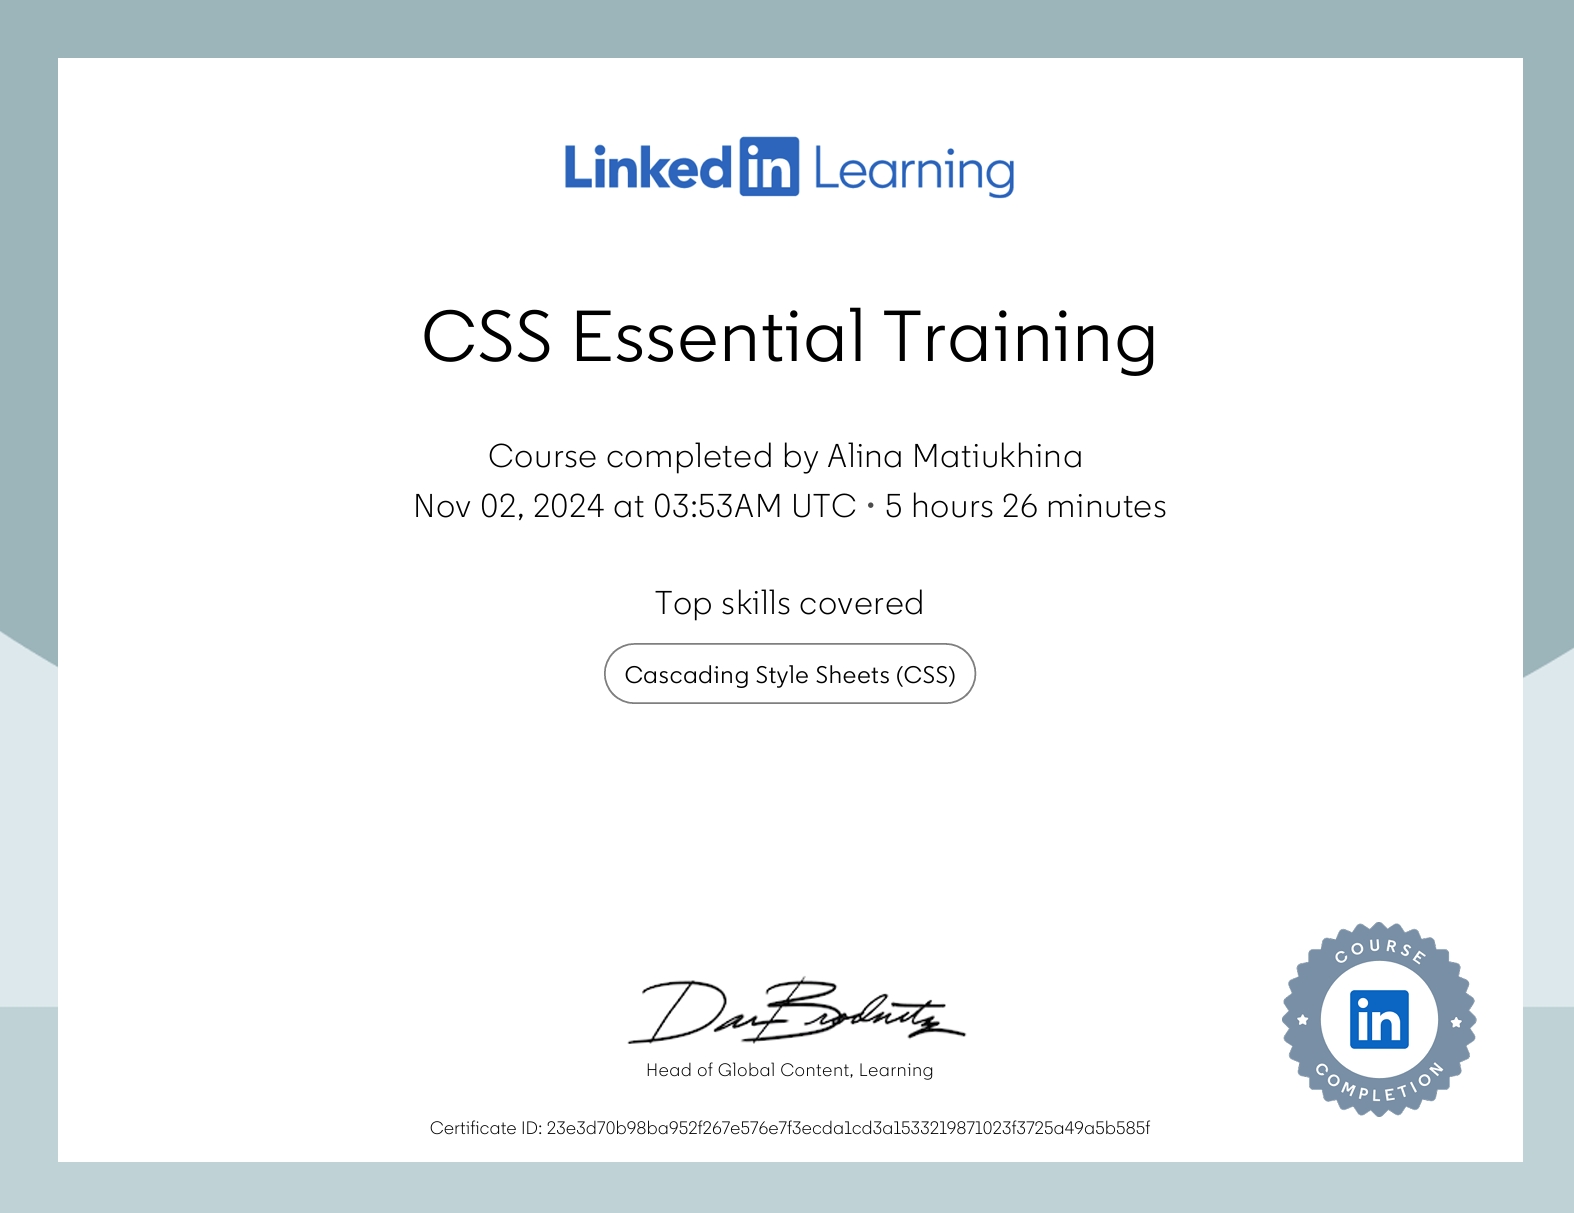 LinkedIn Learning
CSS Essential Training
Course completed by Alina Matiukhina
Nov 02, 2024 at 03:53AM UTC • 5 hours 26 minutes
Top skills covered
Cascading Style Sheets (CSS)
Dan Brodnitz
Head of Global Content, Learning
Certificate ID: 23e3d70b98ba952f267e576e7f3ecda1cd3a1533219871023f3725a49a5b585f
COURSE
in
COMPLETION